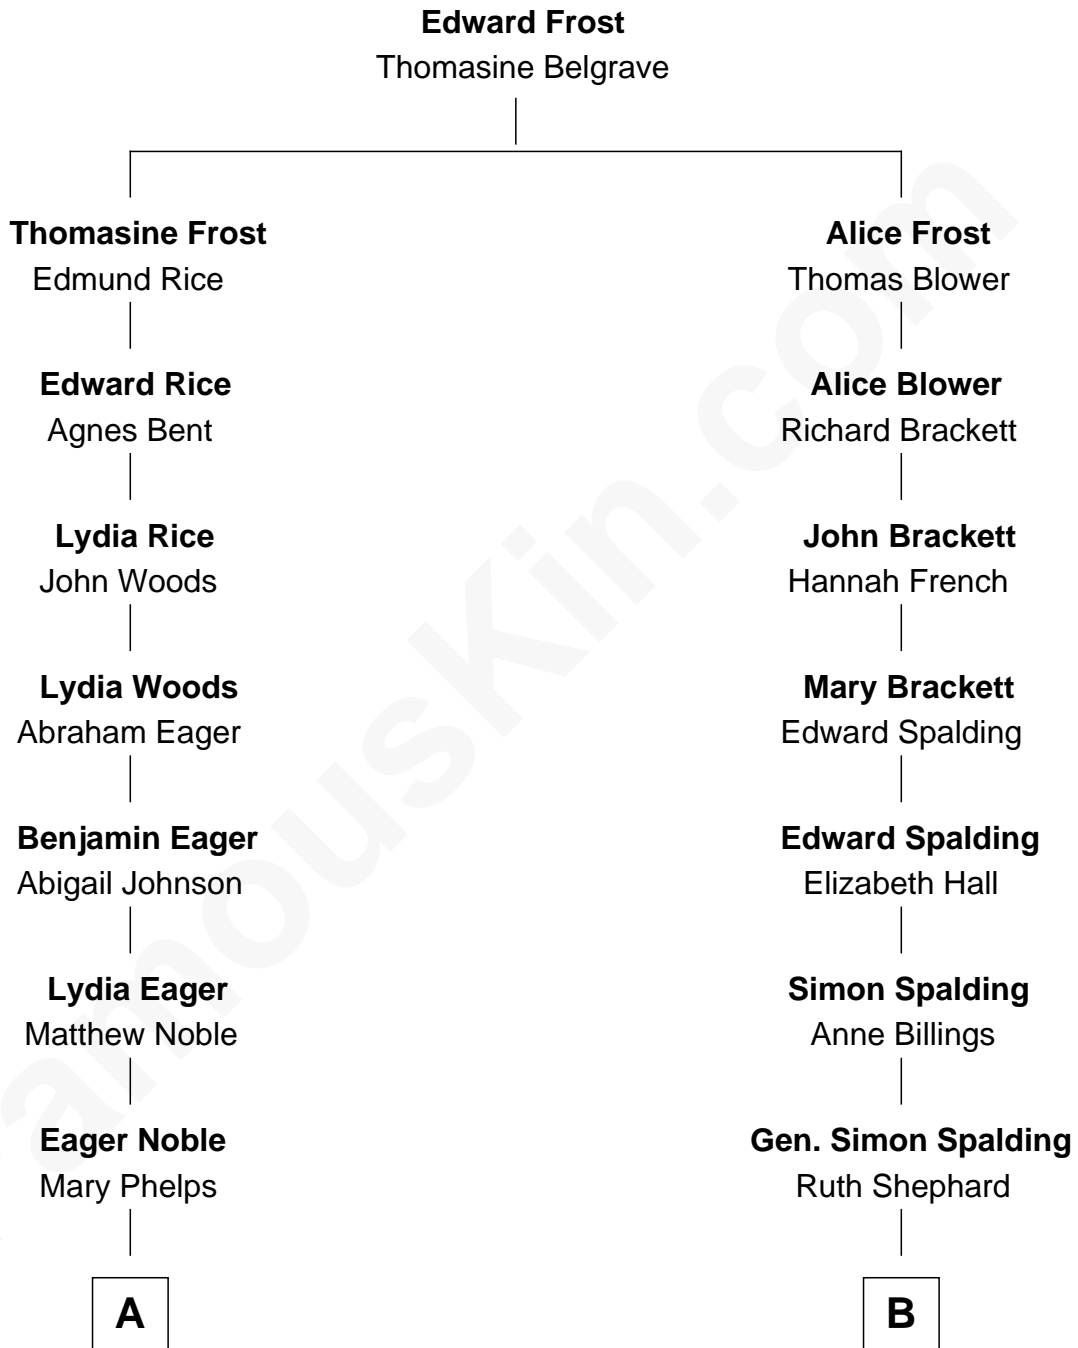 Edward Frost
Thomasine Belgrave
Thomasine Frost
Edmund Rice
Alice Frost
Thomas Blower
Edward Rice
Agnes Bent
Alice Blower
Richard Brackett
Lydia Rice
John Woods
John Brackett
Hannah French
Lydia Woods
Abraham Eager
Mary Brackett
Edward Spalding
Benjamin Eager
Abigail Johnson
Edward Spalding
Elizabeth Hall
Lydia Eager
Matthew Noble
Simon Spalding
Anne Billings
Eager Noble
Mary Phelps
Gen. Simon Spalding
Ruth Shephard
A
B
amousKin.com